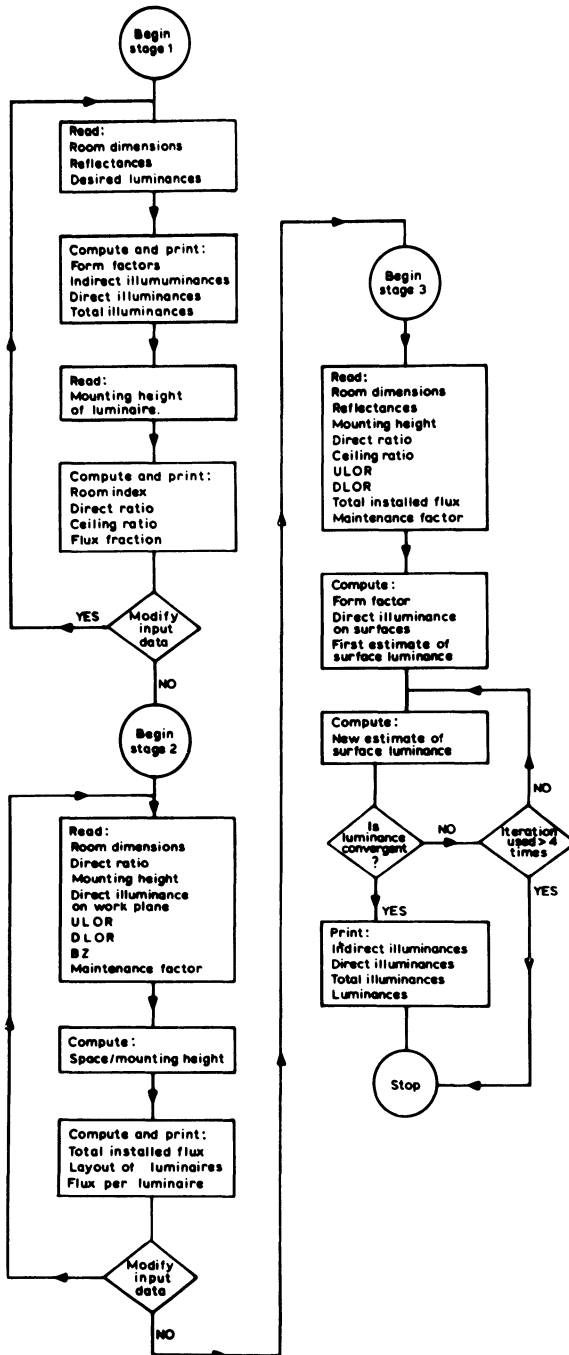 Begin
stage 1
Read:
Room dimensions
Reflectances
Desired luminances
Compute and print:
Form factors
Indirect illumuminances
Direct illuminances
Total illuminances
Read:
Mounting height
of luminaire.
Compute and print:
Room index
Direct ratio
Ceiling ratio
Flux fraction
YES
Modify
input
data
NO
Begin
stage 2
Read:
Room dimensions
Direct ratio
Mounting height
Direct illuminance
on work plane
ULOR
DLOR
BZ
Maintenance factor
Compute:
Space/mounting height
Compute and print:
Total installed flux
Layout of luminaires
Flux per luminaire
Modify
input
data
NO
Begin
stage 3
Read:
Room dimensions
Reflectances
Mounting height
Direct ratio
Ceiling ratio
ULOR
DLOR
Total installed flux
Maintenance factor
Compute:
Form factor
Direct illuminance
on surfaces
First estimate of
surface luminance
Compute:
New estimate of
surface luminance
NO
Is
luminance
convergent
?
NO
Iteration
used > 4
times
YES
YES
Print:
Indirect illuminances
Direct illuminances
Total illuminances
Luminances
Stop